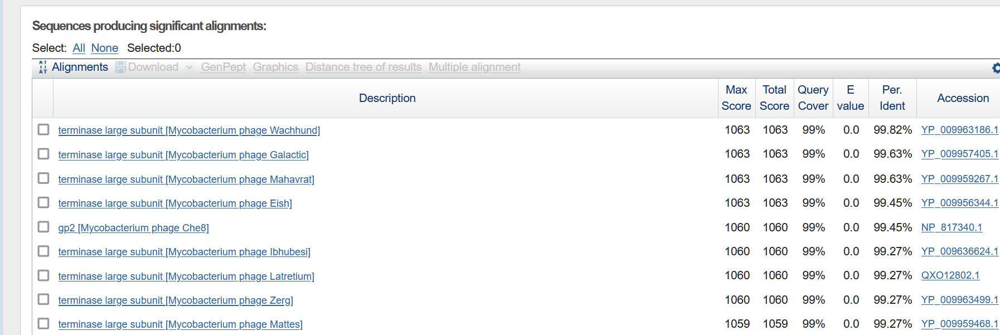 Sequences producing significant alignments:
Select: All None Selected:0
Alignments Download GenPept Graphics Distance tree of results Multiple alignment
Description Max Score Total Score Query Cover E value Per. Ident Accession
terminase large subunit [Mycobacterium phage Wachhund] 1063 1063 99% 0.0 99.82% YP_009963186.1
terminase large subunit [Mycobacterium phage Galactic] 1063 1063 99% 0.0 99.63% YP_009957405.1
terminase large subunit [Mycobacterium phage Mahavrat] 1063 1063 99% 0.0 99.63% YP_009959267.1
terminase large subunit [Mycobacterium phage Eish] 1063 1063 99% 0.0 99.45% YP_009956344.1
gp2 [Mycobacterium phage Che8] 1060 1060 99% 0.0 99.45% NP_817340.1
terminase large subunit [Mycobacterium phage Ibhubesi] 1060 1060 99% 0.0 99.27% YP_009636624.1
terminase large subunit [Mycobacterium phage Latretium] 1060 1060 99% 0.0 99.27% QXO12802.1
terminase large subunit [Mycobacterium phage Zerg] 1060 1060 99% 0.0 99.27% YP_009963499.1
terminase large subunit [Mycobacterium phage Mattes] 1059 1059 99% 0.0 99.27% YP_009959468.1